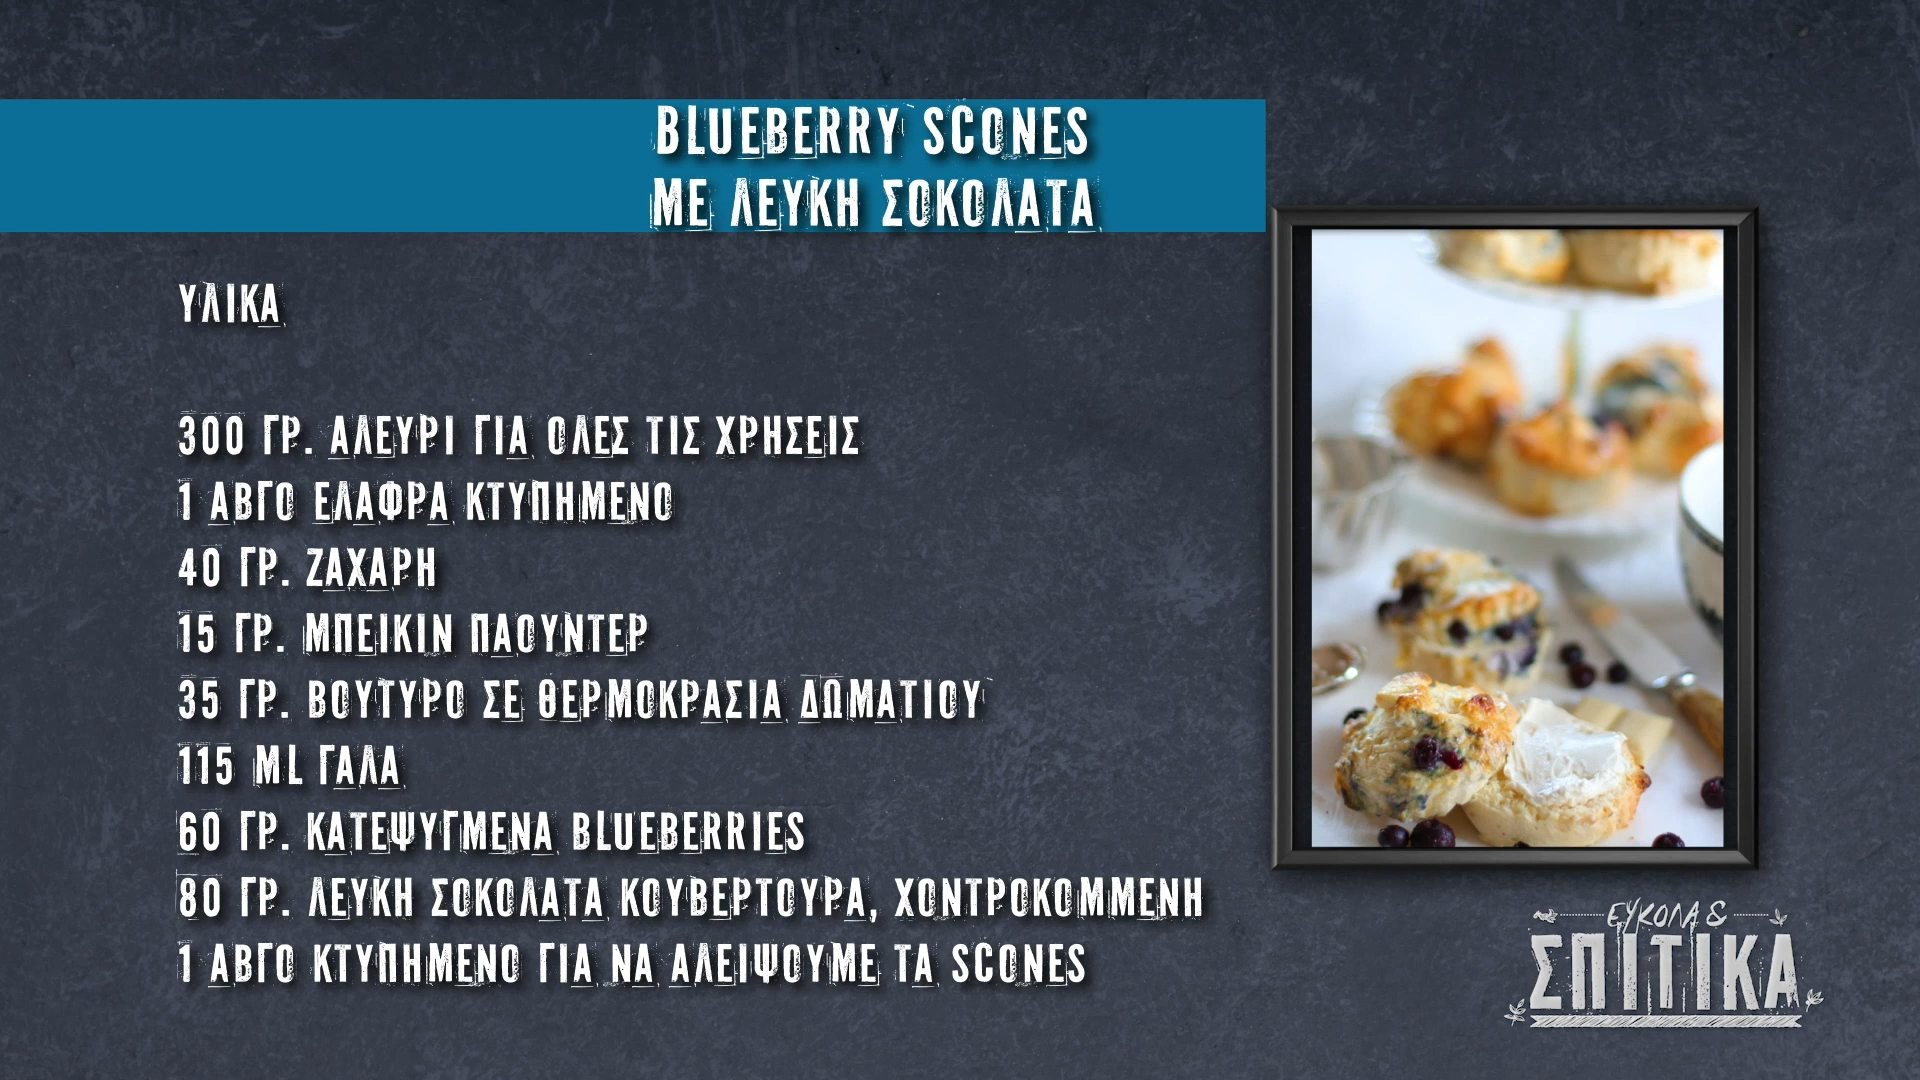 BLUEBERRY SCONES
ΜΕ ΛΕΥΚΗ ΣΟΚΟΛΑΤΑ
ΥΛΙΚΑ
300 ΓΡ. ΑΛΕΥΡΙ ΓΙΑ ΟΛΕΣ ΤΙΣ ΧΡΗΣΕΙΣ
1 ΑΒΓΟ ΕΛΑΦΡΑ ΚΤΥΠΗΜΕΝΟ
40 ΓΡ. ΖΑΧΑΡΗ
15 ΓΡ. ΜΠΕΙΚΙΝ ΠΑΟΥΝΤΕΡ
35 ΓΡ. ΒΟΥΤΥΡΟ ΣΕ ΘΕΡΜΟΚΡΑΣΙΑ ΔΩΜΑΤΙΟΥ
115 ML ΓΑΛΑ
60 ΓΡ. ΚΑΤΕΨΥΓΜΕΝΑ BLUEBERRIES
80 ΓΡ. ΛΕΥΚΗ ΣΟΚΟΛΑΤΑ ΚΟΥΒΕΡΤΟΥΡΑ, ΧΟΝΤΡΟΚΟΜΜΕΝΗ
1 ΑΒΓΟ ΚΤΥΠΗΜΕΝΟ ΓΙΑ ΝΑ ΑΛΕΙΨΟΥΜΕ ΤΑ SCONES
ΕΥΚΟΛΑ &
ΣΠΙΤΙΚΑ